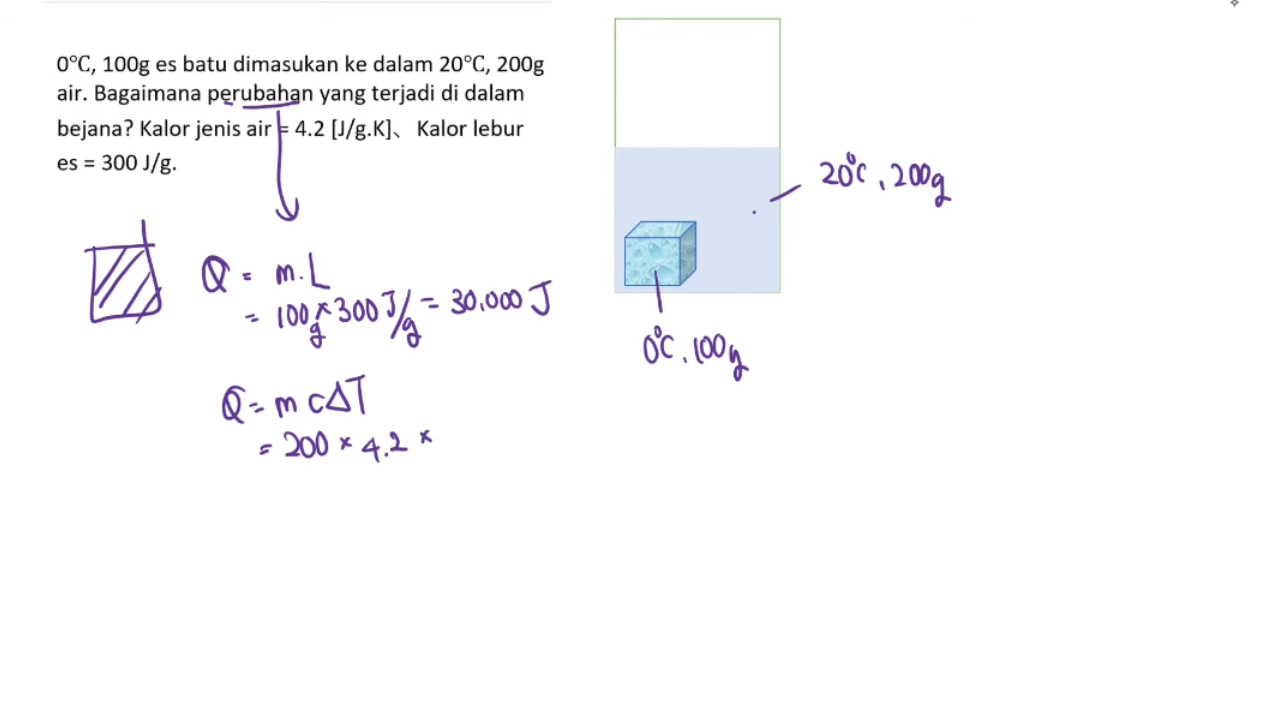 0°C, 100g es batu dimasukan ke dalam 20°C, 200g
air. Bagaimana perubahan yang terjadi di dalam
bejana? Kalor jenis air = 4.2 [J/g.K]、 Kalor lebur
es = 300 J/g.
20°C, 200g
Q = m.L
= 100g × 300 J/g = 30.000 J
0°C, 100g
Q = m c ΔT
= 200 × 4.2 ×